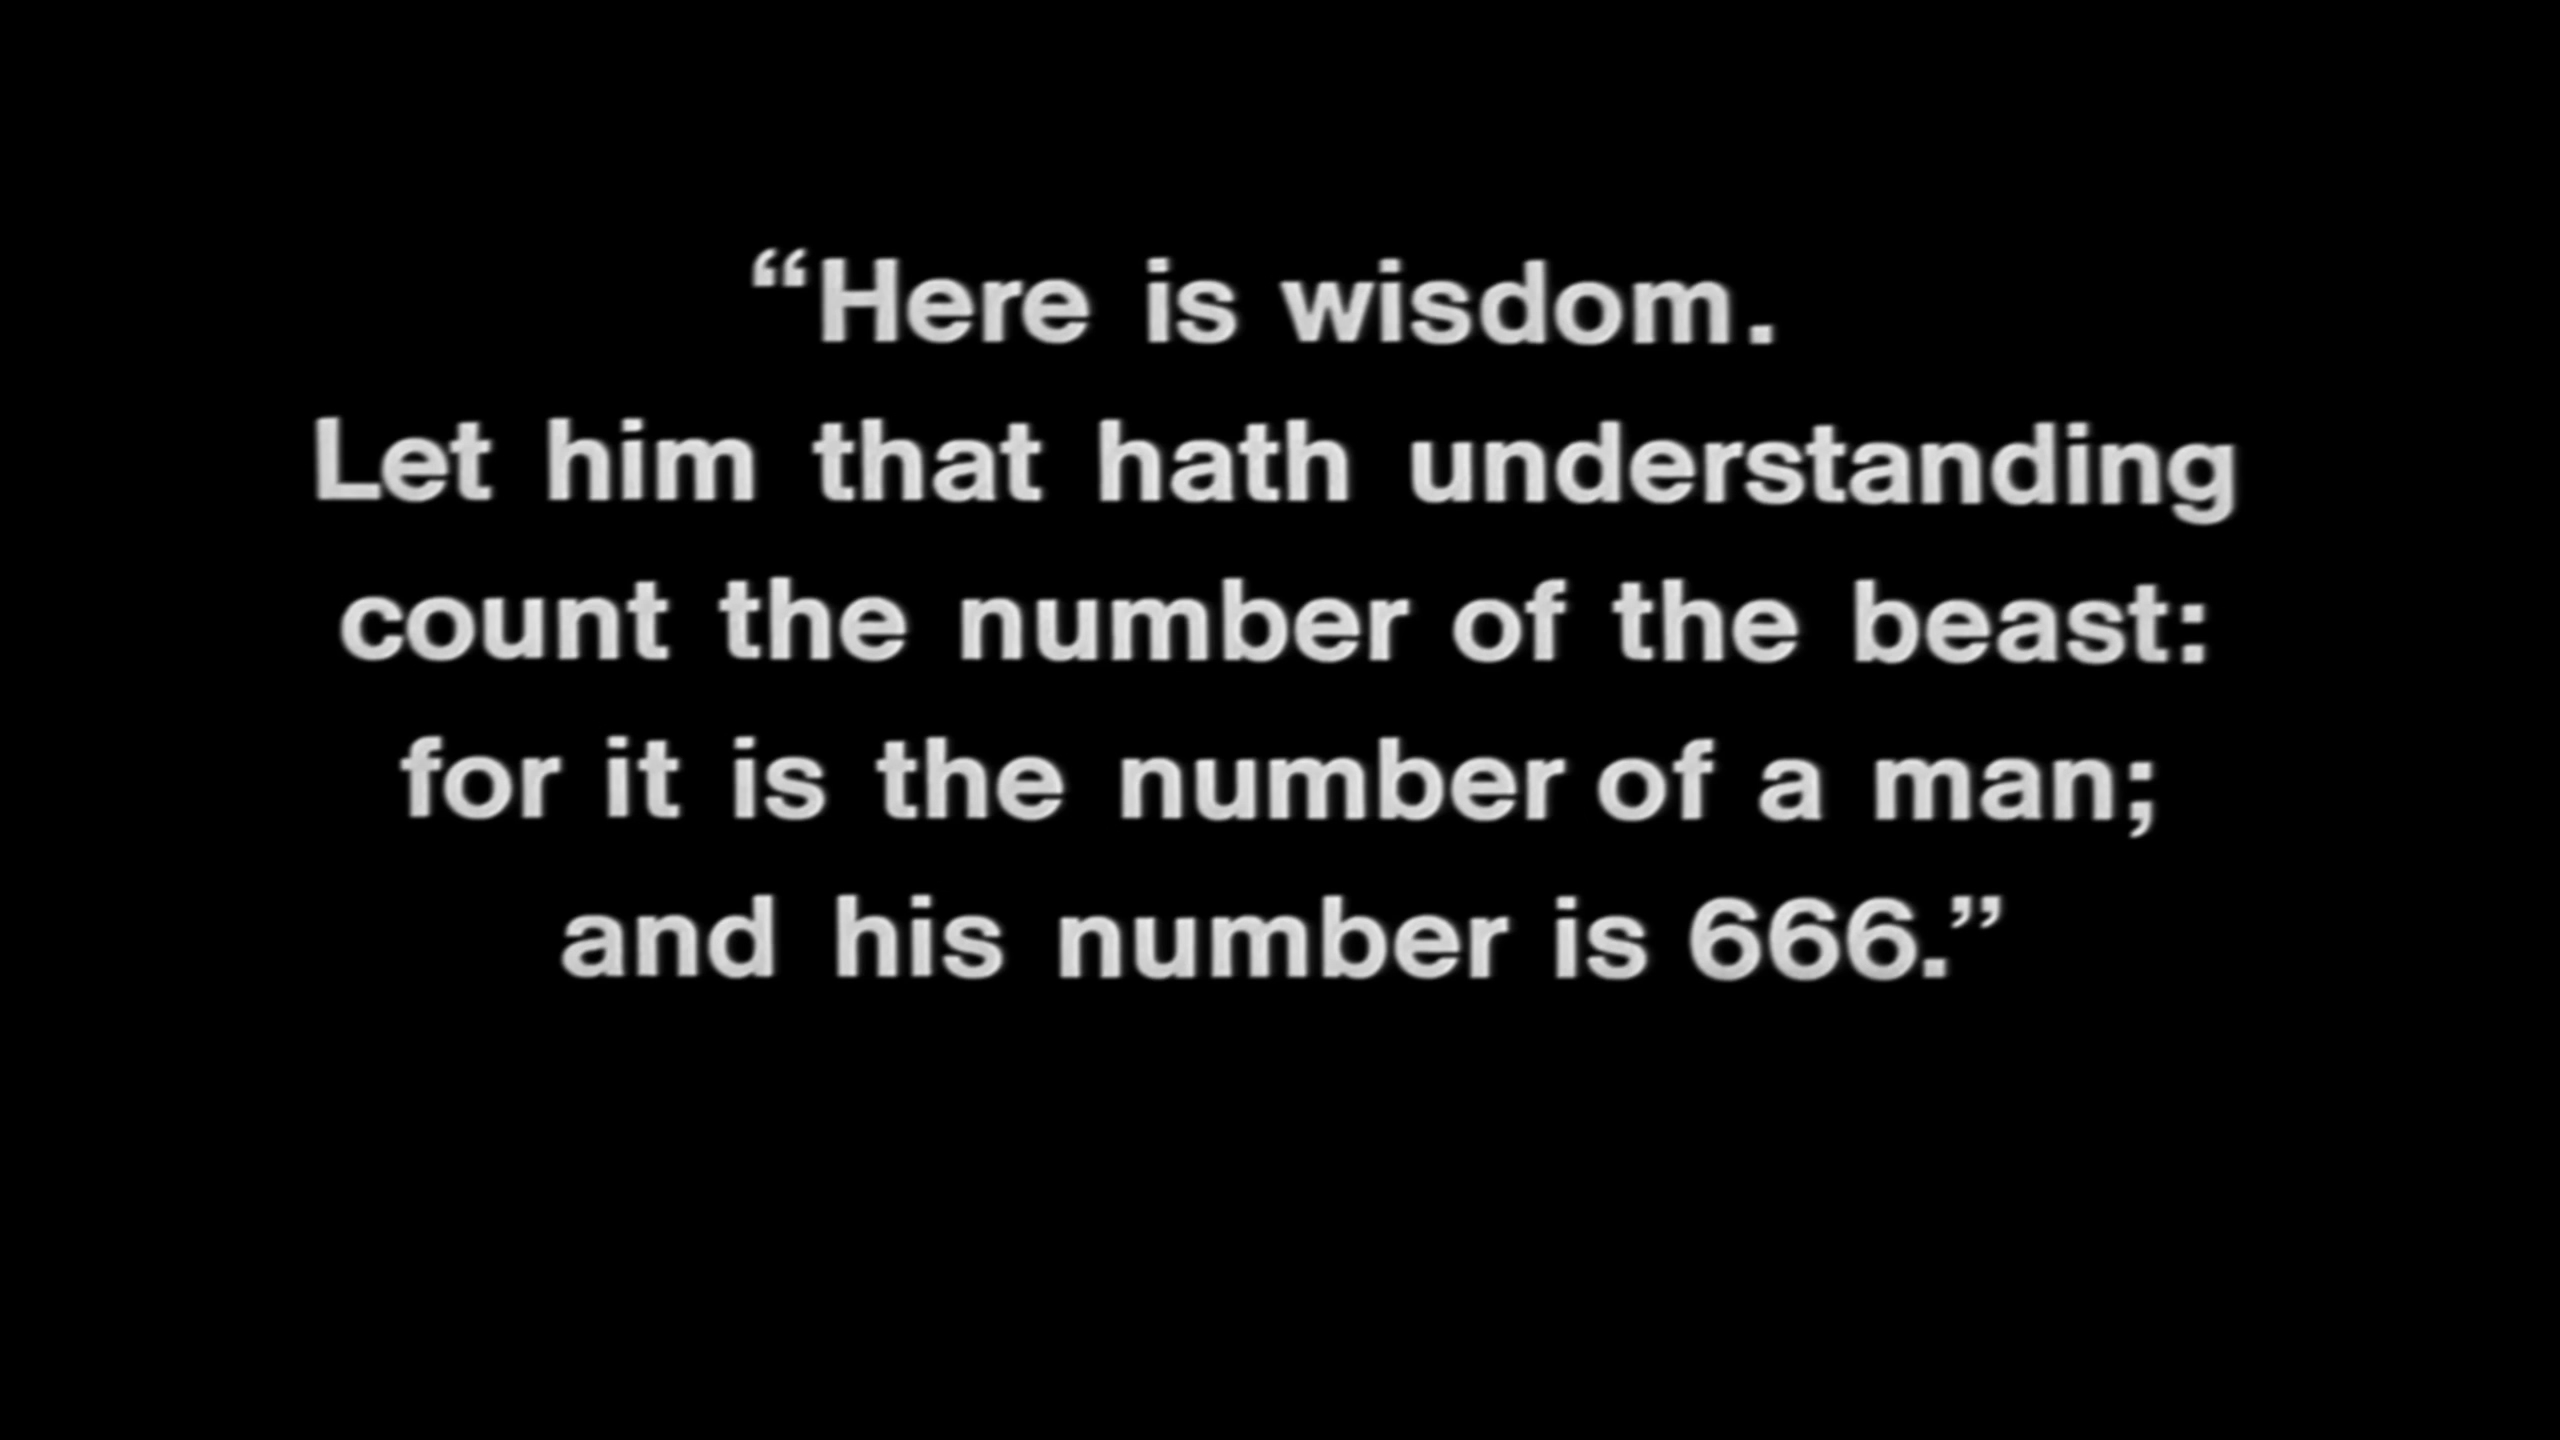 “Here is wisdom.
Let him that hath understanding
count the number of the beast:
for it is the number of a man;
and his number is 666.”